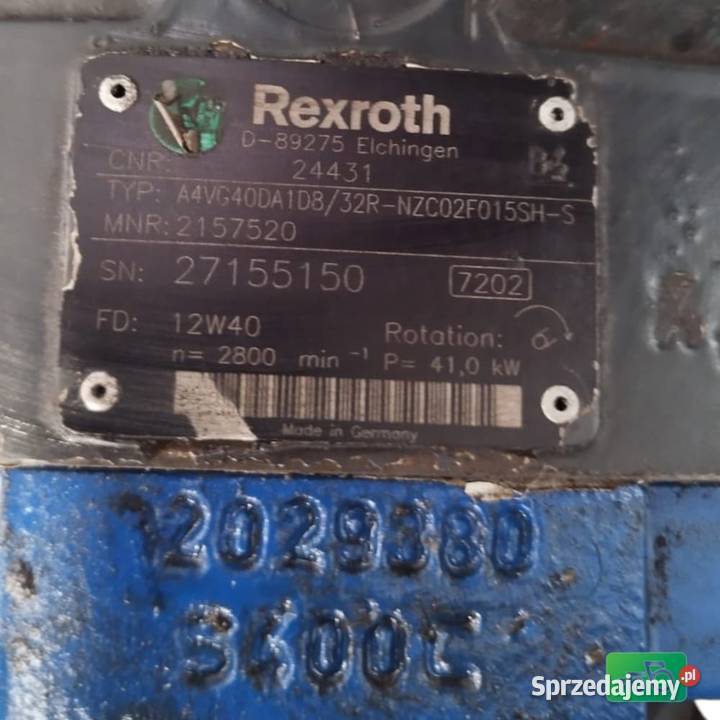 Rexroth
D-89275 Elchingen
CNR: 24431
TYP: A4VG40DA1D8/32R-NZC02F015SH-S
MNR: 2157520
SN: 27155150 7202
FD: 12W40 Rotation:
n= 2800 min⁻¹ P= 41,0 kW
Made in Germany
12029380
Sprzedajemy.pl